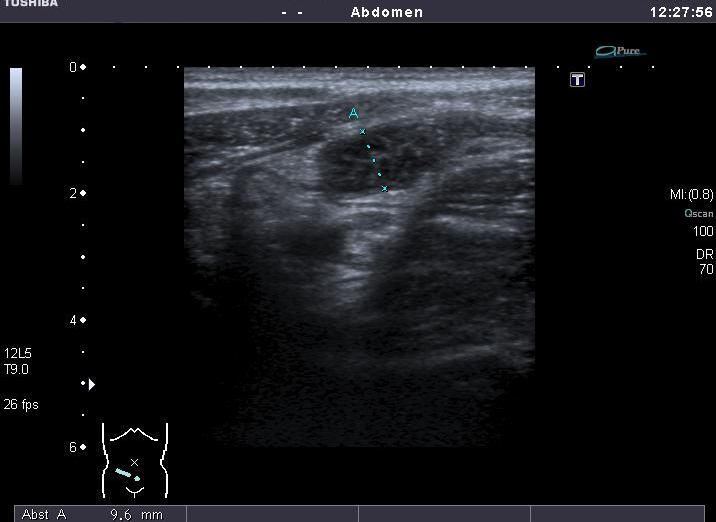 TOSHIBA
- - Abdomen 12:27:56
aPure
T
0
A
2
4
6
MI:(0.8)
Qscan
100
DR
70
12L5
T9.0
26 fps
Abst A 9.6 mm